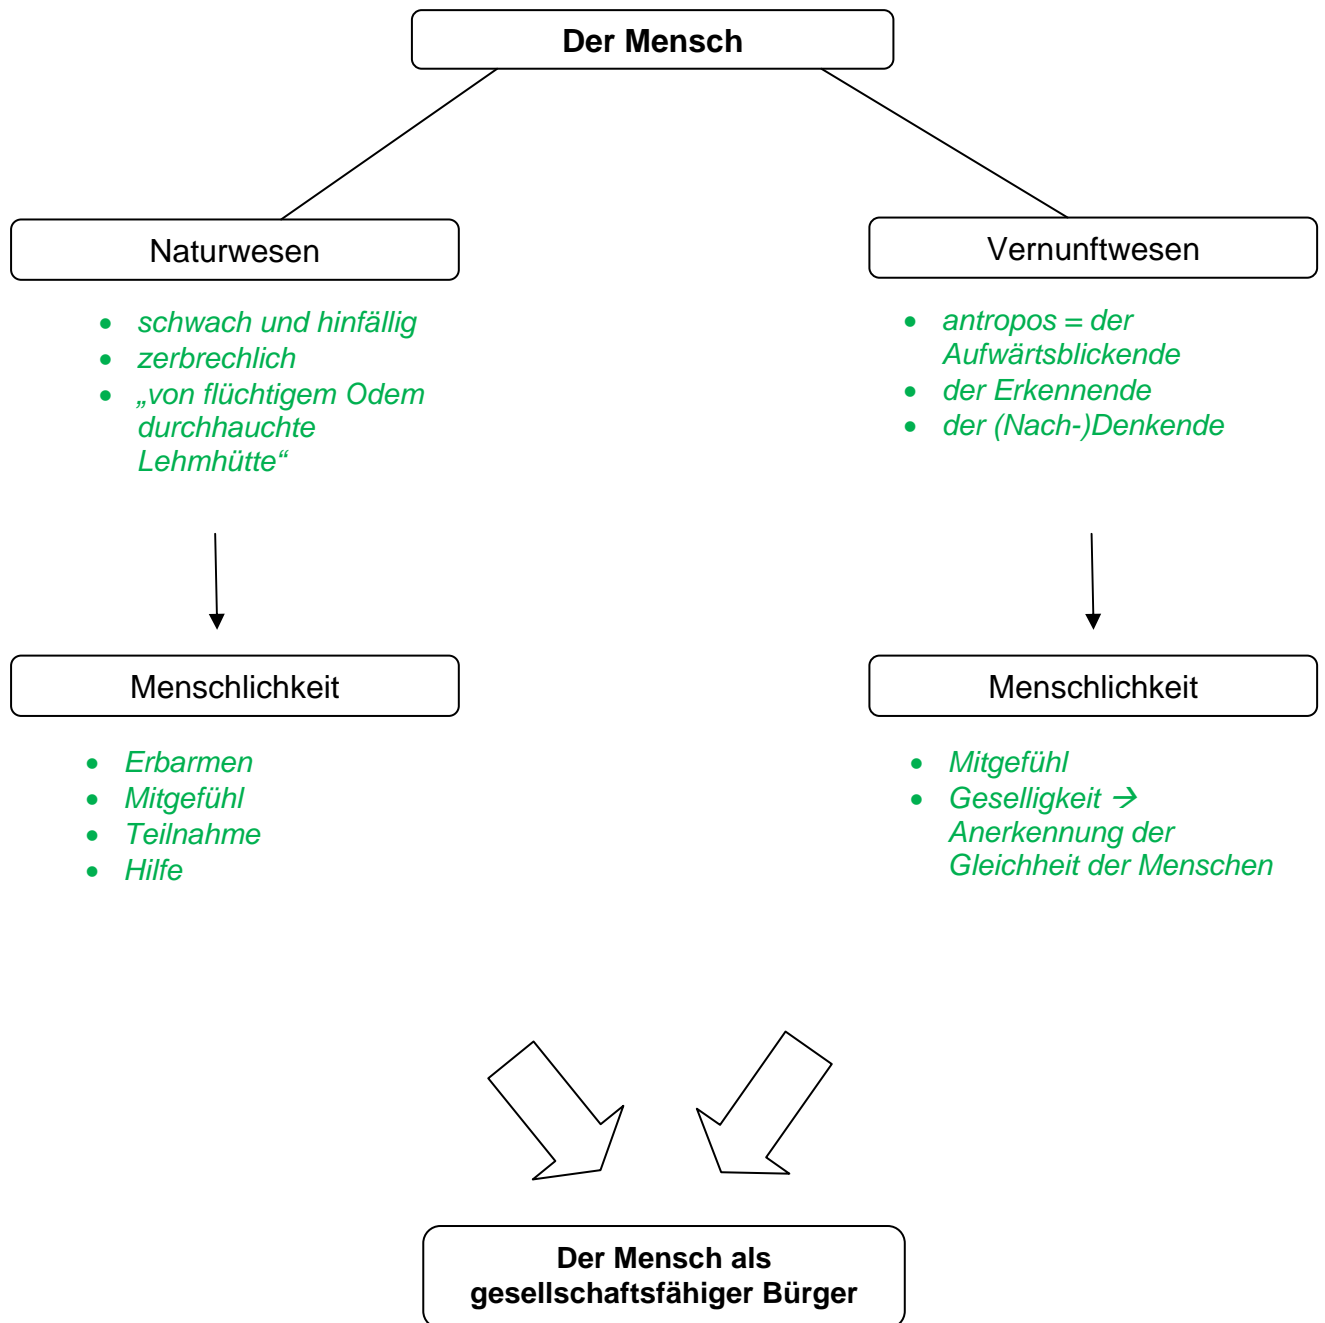 Der Mensch
Naturwesen
• schwach und hinfällig
• zerbrechlich
• „von flüchtigem Odem
durchhauchte
Lehmhütte“
Vernunftwesen
• antropos = der
Aufwärtsblickende
• der Erkennende
• der (Nach-)Denkende
Menschlichkeit
• Erbarmen
• Mitgefühl
• Teilnahme
• Hilfe
Menschlichkeit
• Mitgefühl
• Geselligkeit →
Anerkennung der
Gleichheit der Menschen
Der Mensch als
gesellschaftsfähiger Bürger